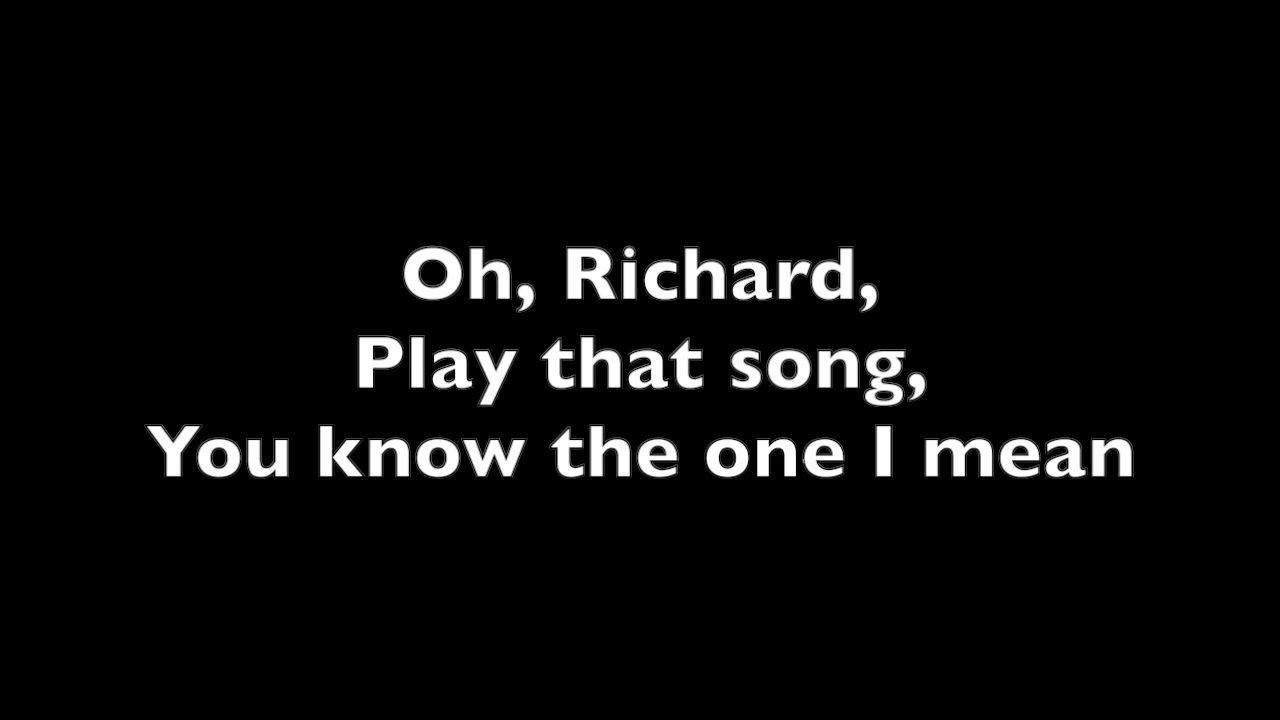 Oh, Richard,
Play that song,
You know the one I mean